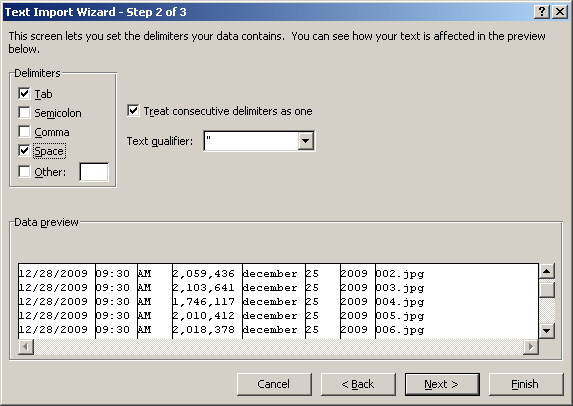 Text Import Wizard - Step 2 of 3
This screen lets you set the delimiters your data contains. You can see how your text is affected in the preview
below.
Delimiters
Tab
Semicolon
Comma
Space
Other:
Treat consecutive delimiters as one
Text qualifier: "
Data preview
12/28/2009 09:30 AM 2,059,436 december 25 2009 002.jpg
12/28/2009 09:30 AM 2,103,641 december 25 2009 003.jpg
12/28/2009 09:30 AM 1,746,117 december 25 2009 004.jpg
12/28/2009 09:30 AM 2,010,412 december 25 2009 005.jpg
12/28/2009 09:30 AM 2,018,378 december 25 2009 006.jpg
Cancel < Back Next > Finish